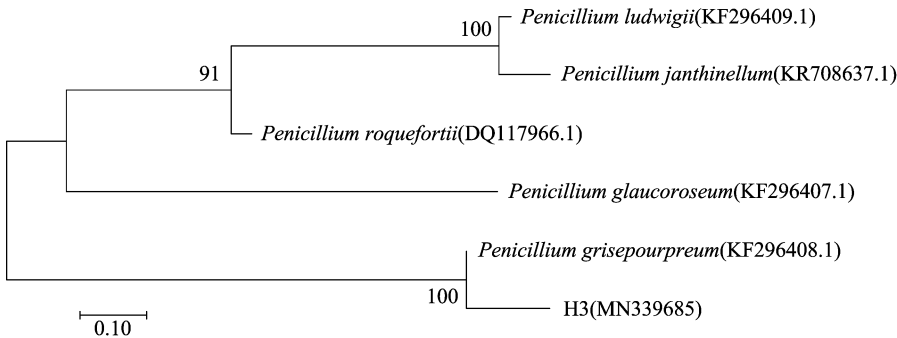 Penicillium ludwigii(KF296409.1)
100
Penicillium janthinellum(KR708637.1)
91
Penicillium roquefortii(DQ117966.1)
Penicillium glaucoroseum(KF296407.1)
Penicillium grisepourpreum(KF296408.1)
100
H3(MN339685)
0.10